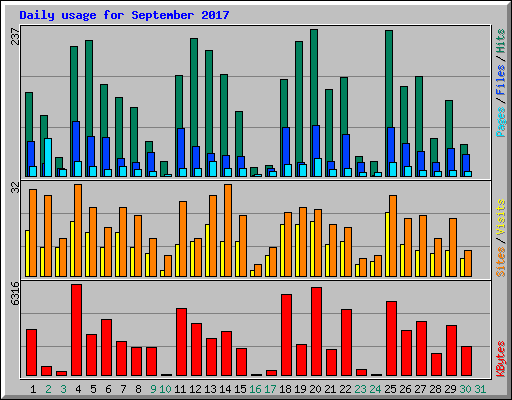 Daily usage for September 2017
237
Pages / Files / Hits
32
Sites / Visits
6316
KBytes
1 2 3 4 5 6 7 8 9 10 11 12 13 14 15 16 17 18 19 20 21 22 23 24 25 26 27 28 29 30 31